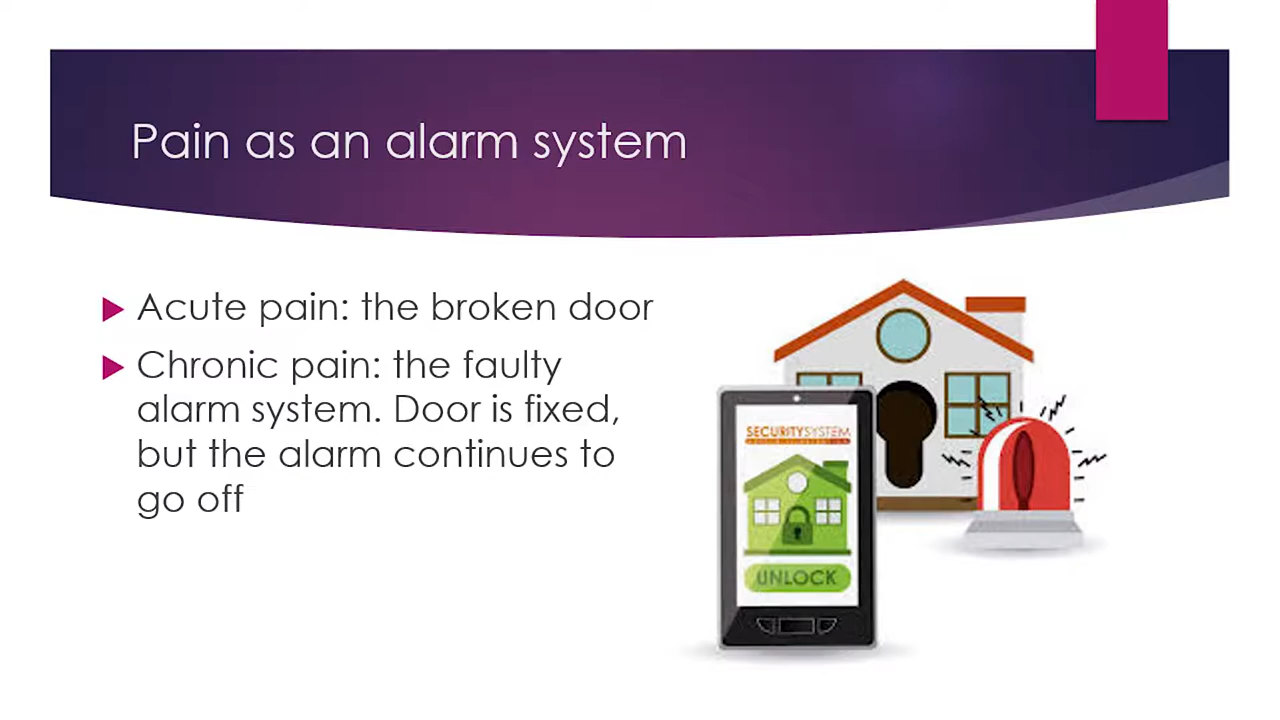 Pain as an alarm system
Acute pain: the broken door
Chronic pain: the faulty
alarm system. Door is fixed,
but the alarm continues to
go off
SECURITYSYSTEM
UNLOCK